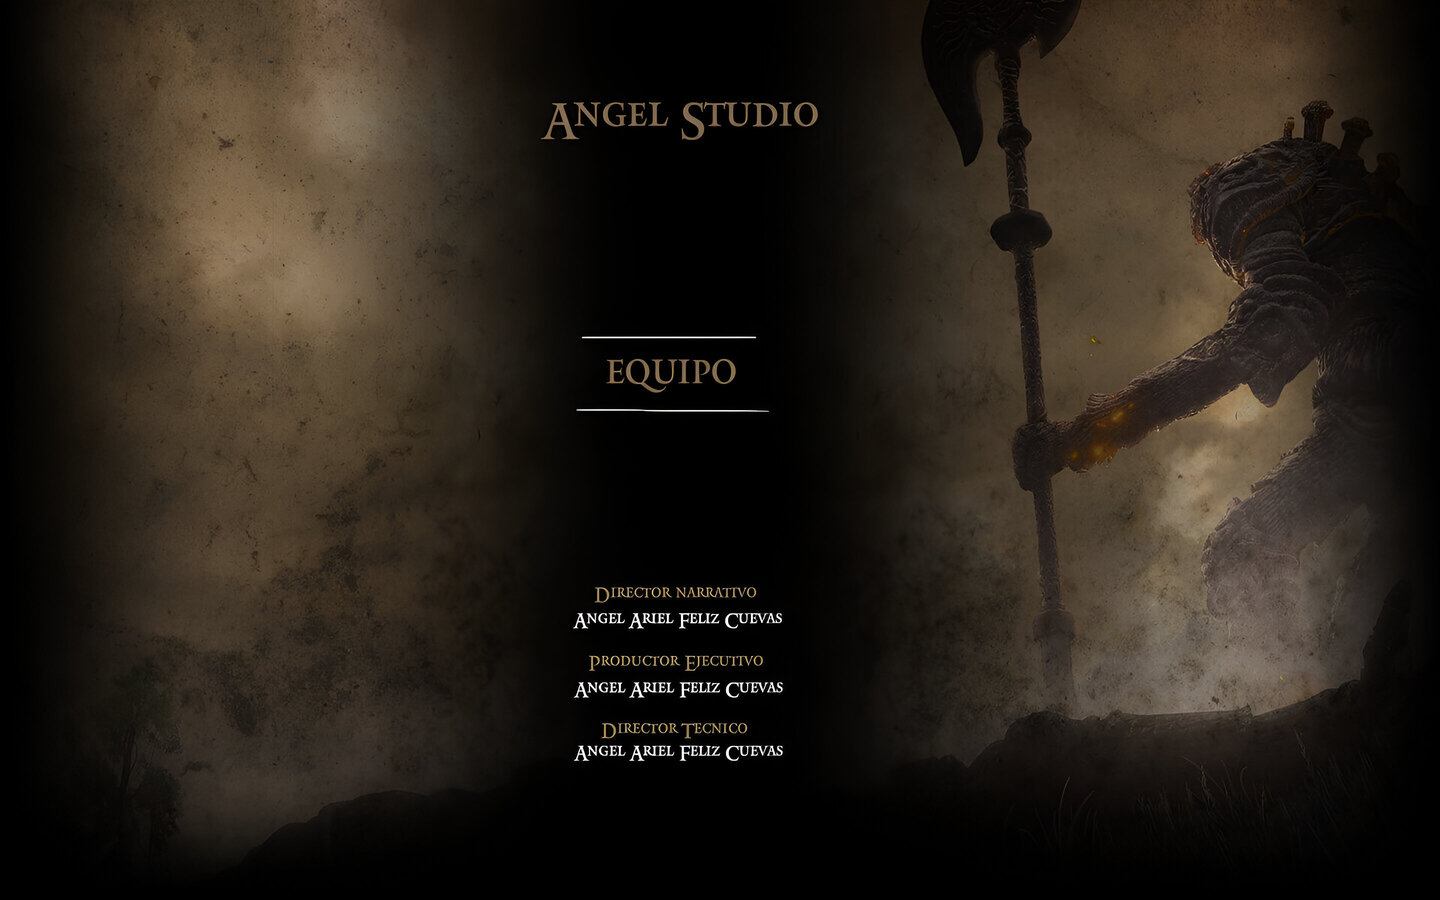 Angel Studio
EQUIPO
Director narrativo
Angel Ariel Feliz Cuevas
Productor Ejecutivo
Angel Ariel Feliz Cuevas
Director Tecnico
Angel Ariel Feliz Cuevas